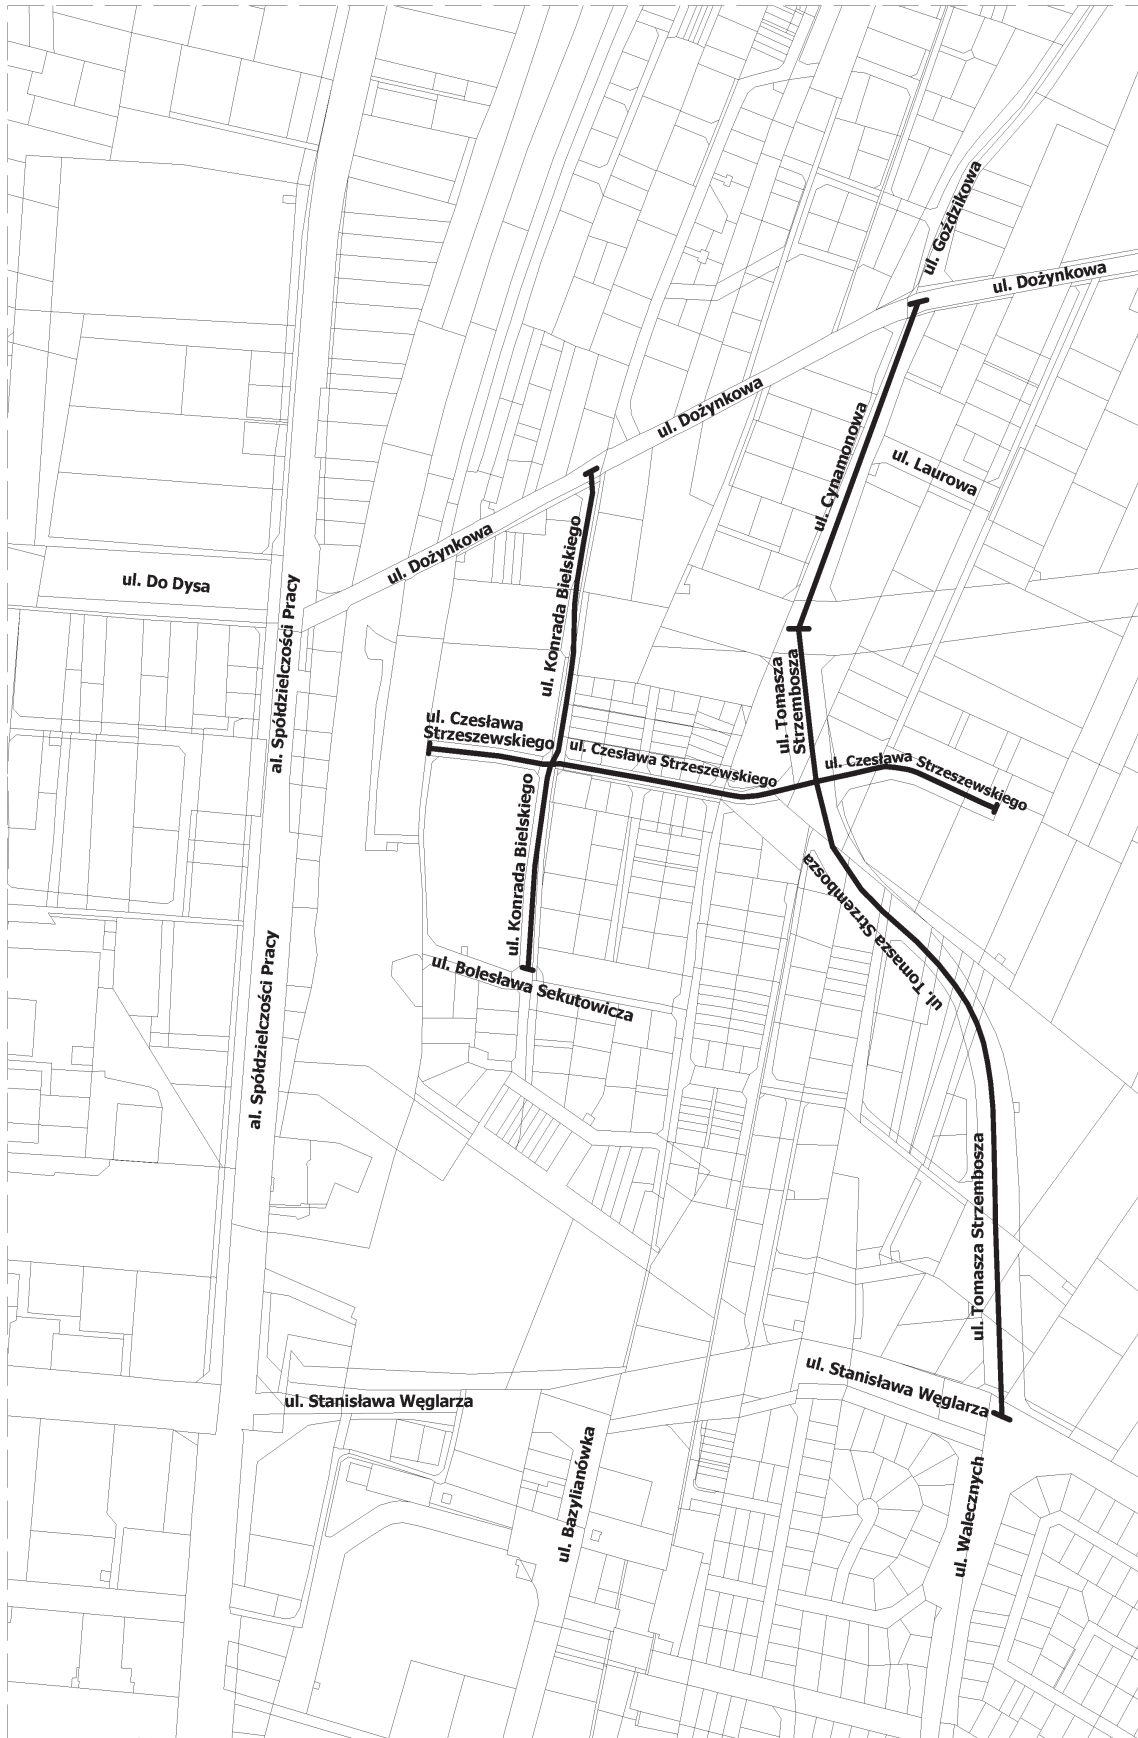 ul. Goździkowa
ul. Dożynkowa
ul. Dożynkowa
ul. Cynamonowa
ul. Laurowa
ul. Dożynkowa
ul. Konrada Bielskiego
ul. Do Dysa
al. Spółdzielczości Pracy
ul. Tomasza
Strzembosza
ul. Czesława
Strzeszewskiego
ul. Czesława Strzeszewskiego
ul. Czesława Strzeszewskiego
ul. Konrada Bielskiego
ul. Tomasza Strzembosza
ul. Bolesława Sekutowicza
al. Spółdzielczości Pracy
ul. Tomasza Strzembosza
ul. Stanisława Węglarza
ul. Stanisława Węglarza
ul. Bazylianówka
ul. Walecznych